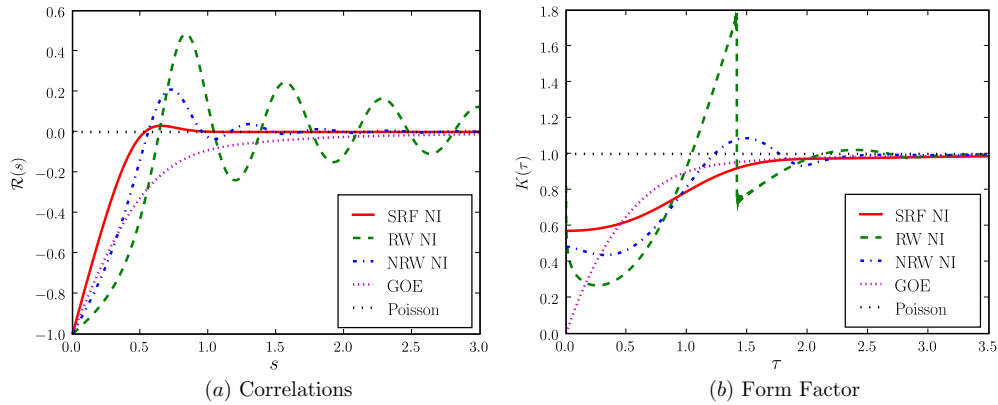 0.6
0.4
0.2
0.0
−0.2
−0.4
−0.6
−0.8
−1.0
R(s)
0.0 0.5 1.0 1.5 2.0 2.5 3.0
s
SRF NI
RW NI
NRW NI
GOE
Poisson
(a) Correlations
1.8
1.6
1.4
1.2
1.0
0.8
0.6
0.4
0.2
0.0
K(τ)
0.0 0.5 1.0 1.5 2.0 2.5 3.0 3.5
τ
SRF NI
RW NI
NRW NI
GOE
Poisson
(b) Form Factor